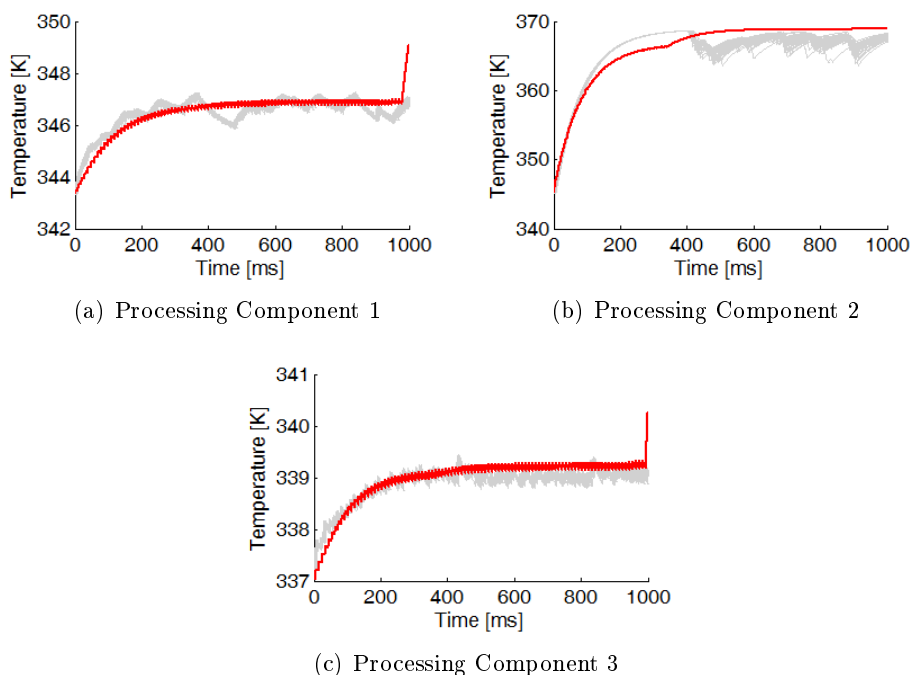 350
348
346
344
342
Temperature [K]
0 200 400 600 800 1000
Time [ms]
(a) Processing Component 1
370
360
350
340
Temperature [K]
0 200 400 600 800 1000
Time [ms]
(b) Processing Component 2
341
340
339
338
337
Temperature [K]
0 200 400 600 800 1000
Time [ms]
(c) Processing Component 3